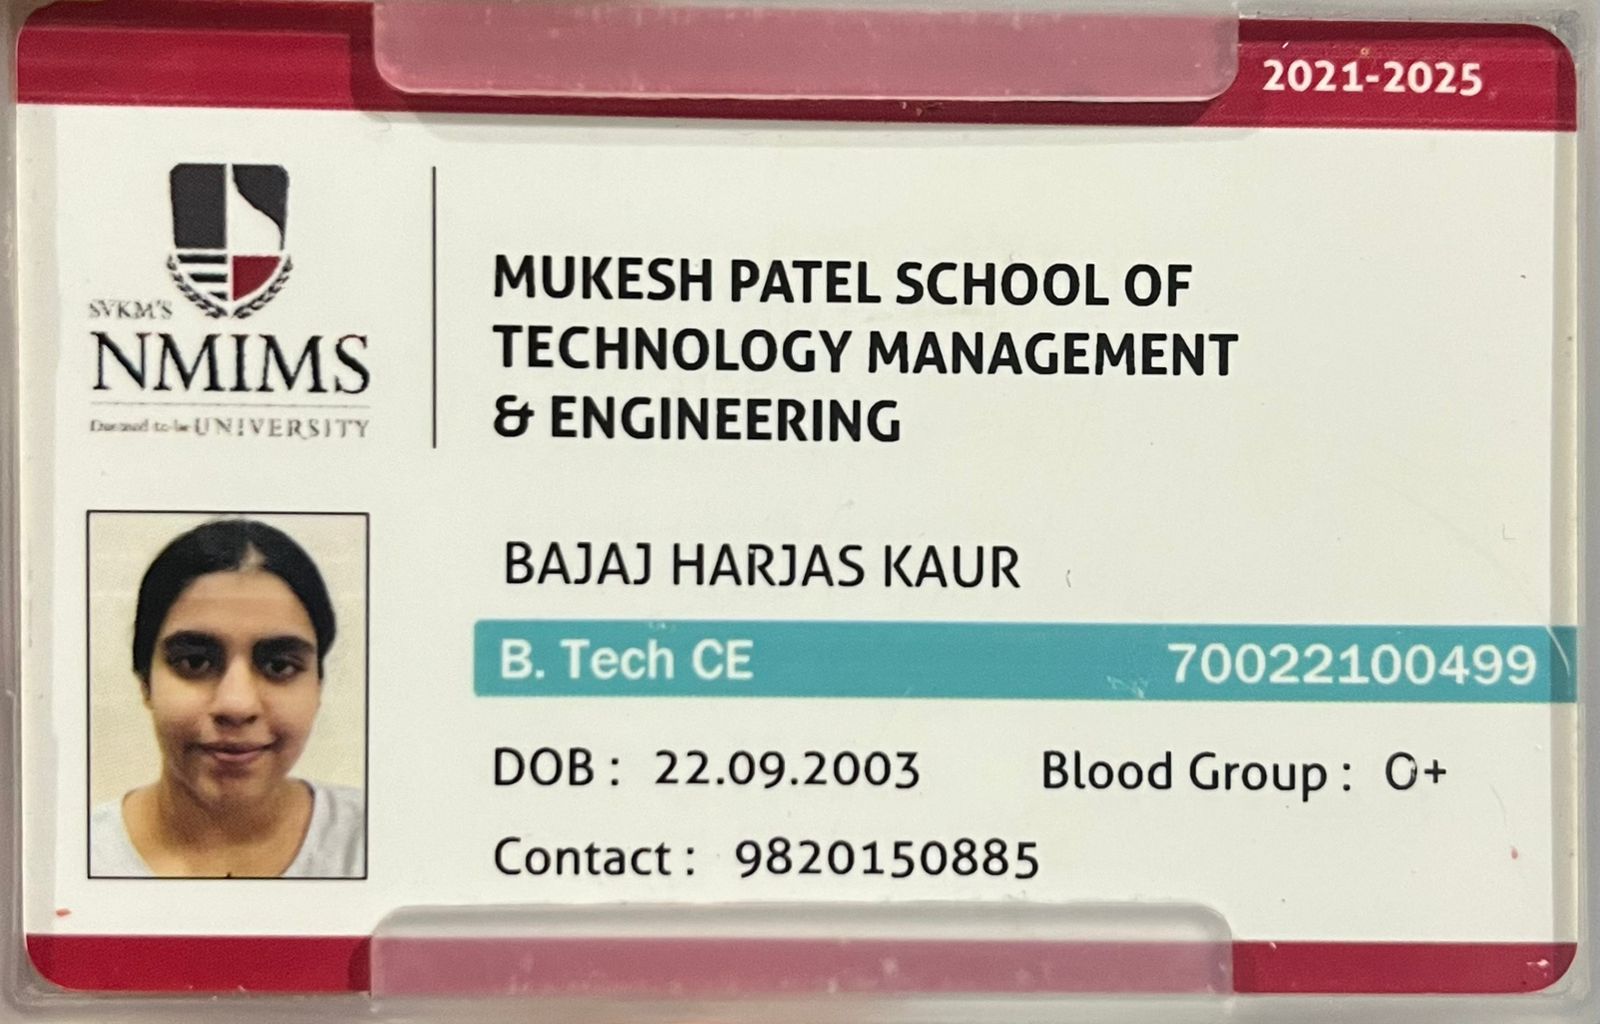 2021-2025
SVKM'S
NMIMS
Deemed to be UNIVERSITY
MUKESH PATEL SCHOOL OF
TECHNOLOGY MANAGEMENT
& ENGINEERING
BAJAJ HARJAS KAUR
B. Tech CE 70022100499
DOB : 22.09.2003 Blood Group : O+
Contact : 9820150885